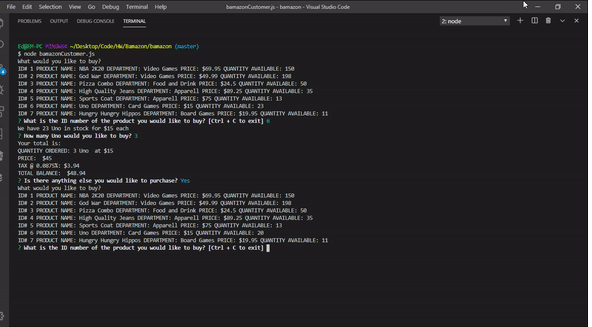 File Edit Selection View Go Debug Terminal Help bamazonCustomer.js - bamazon - Visual Studio Code
PROBLEMS OUTPUT DEBUG CONSOLE TERMINAL 2: node
Ed@EM-PC MINGW64 ~/Desktop/Code/HW/Bamazon/bamazon (master)
$ node bamazonCustomer.js
What would you like to buy?
ID# 1 PRODUCT NAME: NBA 2K20 DEPARTMENT: Video Games PRICE: $69.95 QUANTITY AVAILABLE: 150
ID# 2 PRODUCT NAME: God War DEPARTMENT: Video Games PRICE: $49.99 QUANTITY AVAILABLE: 198
ID# 3 PRODUCT NAME: Pizza Combo DEPARTMENT: Food and Drink PRICE: $24.5 QUANTITY AVAILABLE: 50
ID# 4 PRODUCT NAME: High Quality Jeans DEPARTMENT: Apparell PRICE: $89.25 QUANTITY AVAILABLE: 35
ID# 5 PRODUCT NAME: Sports Coat DEPARTMENT: Apparell PRICE: $75 QUANTITY AVAILABLE: 13
ID# 6 PRODUCT NAME: Uno DEPARTMENT: Card Games PRICE: $15 QUANTITY AVAILABLE: 23
ID# 7 PRODUCT NAME: Hungry Hungry Hippos DEPARTMENT: Board Games PRICE: $19.95 QUANTITY AVAILABLE: 11
? What is the ID number of the product you would like to buy? [Ctrl + C to exit] 6
We have 23 Uno in stock for $15 each
? How many Uno would you like to buy? 3
Your total is:
QUANTITY ORDERED: 3 Uno at $15
PRICE: $45
TAX @ 0.0875%: $3.94
TOTAL BALANCE: $48.94
? Is there anything else you would like to purchase? Yes
What would you like to buy?
ID# 1 PRODUCT NAME: NBA 2K20 DEPARTMENT: Video Games PRICE: $69.95 QUANTITY AVAILABLE: 150
ID# 2 PRODUCT NAME: God War DEPARTMENT: Video Games PRICE: $49.99 QUANTITY AVAILABLE: 198
ID# 3 PRODUCT NAME: Pizza Combo DEPARTMENT: Food and Drink PRICE: $24.5 QUANTITY AVAILABLE: 50
ID# 4 PRODUCT NAME: High Quality Jeans DEPARTMENT: Apparell PRICE: $89.25 QUANTITY AVAILABLE: 35
ID# 5 PRODUCT NAME: Sports Coat DEPARTMENT: Apparell PRICE: $75 QUANTITY AVAILABLE: 13
ID# 6 PRODUCT NAME: Uno DEPARTMENT: Card Games PRICE: $15 QUANTITY AVAILABLE: 20
ID# 7 PRODUCT NAME: Hungry Hungry Hippos DEPARTMENT: Board Games PRICE: $19.95 QUANTITY AVAILABLE: 11
? What is the ID number of the product you would like to buy? [Ctrl + C to exit]